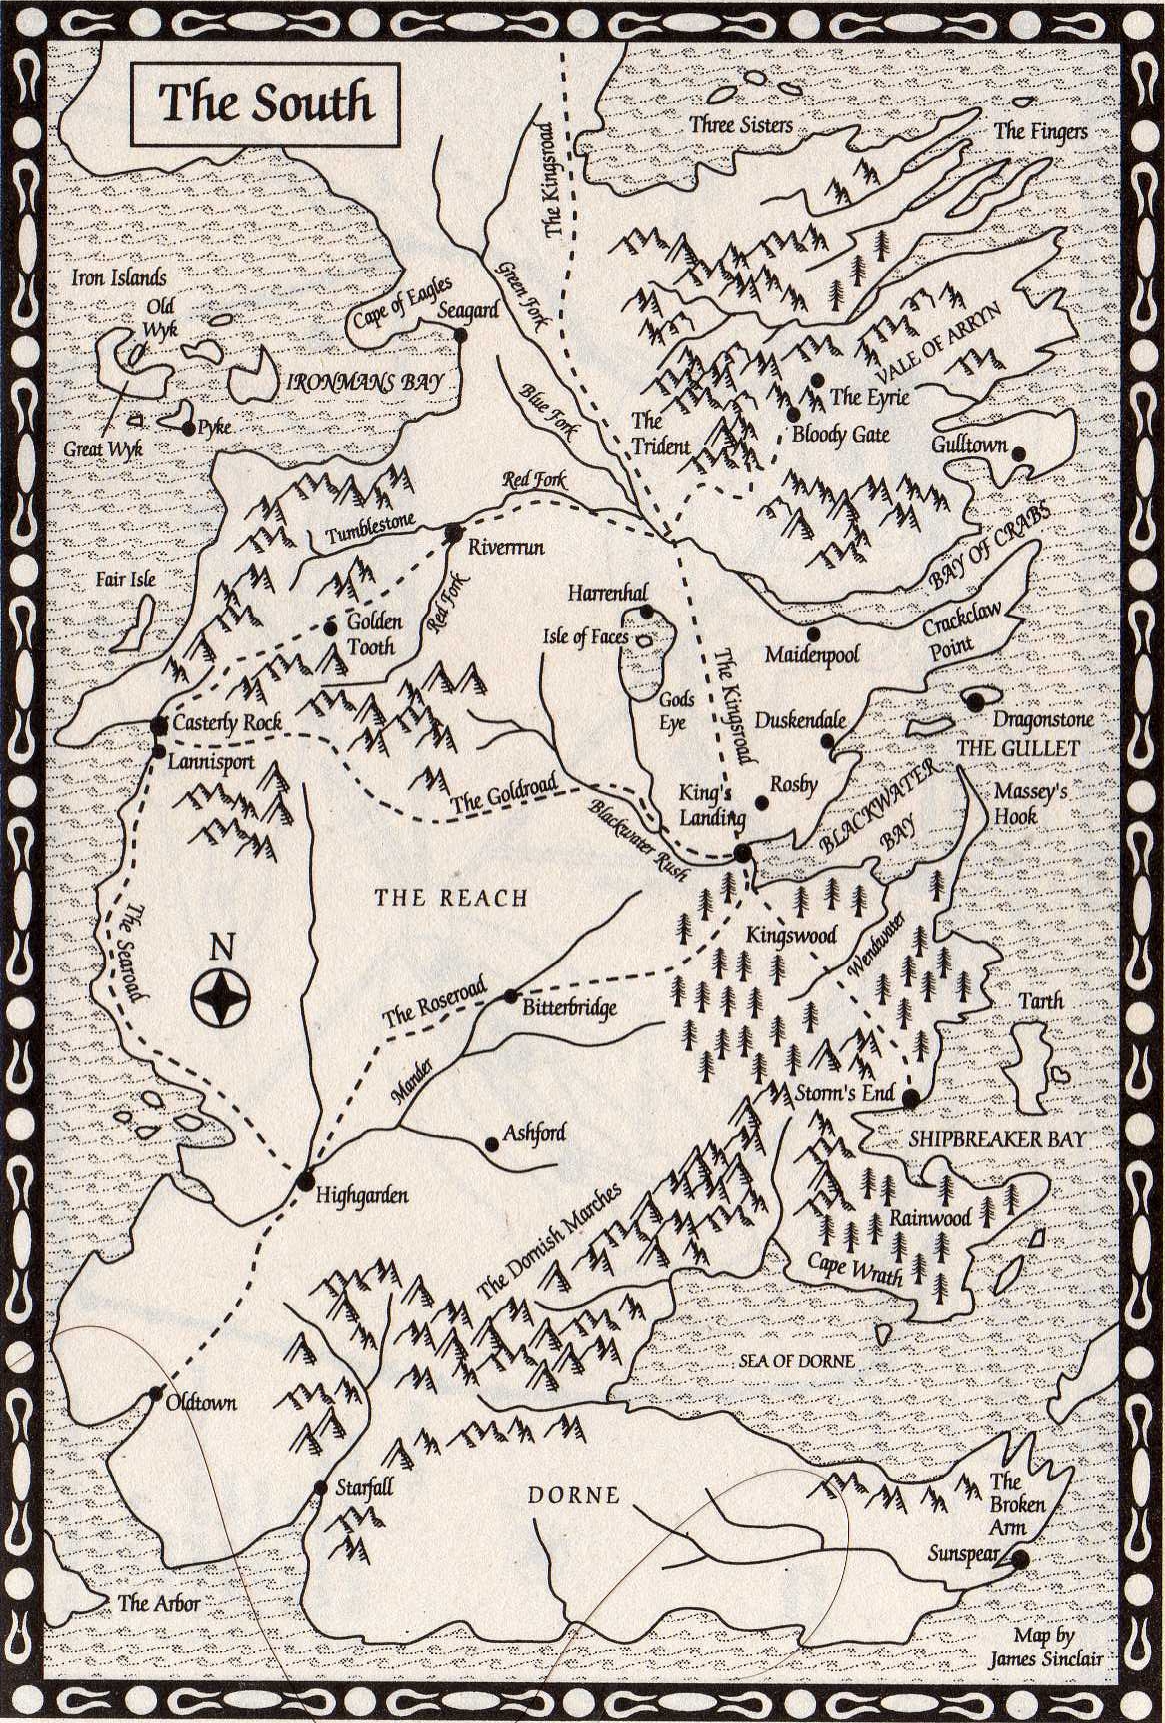 The South
Three Sisters
The Fingers
The Kingsroad
Iron Islands
Old
Wyk
Cape of Eagles
Seagard
Green Fork
IRONMANS BAY
VALE OF ARRYN
Blue Fork
The Eyrie
The
Trident
Bloody Gate
Gulltown
Great Wyk
Pyke
Red Fork
Tumblestone
Riverrrun
BAY OF CRABS
Fair Isle
Golden
Tooth
Red Fork
Harrenhal
Isle of Faces
Gods
Eye
The Kingsroad
Maidenpool
Crackclaw
Point
Casterly Rock
Lannisport
Duskendale
Dragonstone
THE GULLET
The Goldroad
King's
Landing
Rosby
Massey's
Hook
Blackwater Rush
BLACKWATER
BAY
THE REACH
The Searoad
N
Kingswood
Wendwater
The Roseroad
Bitterbridge
Tarth
Mander
Storm's End
Ashford
SHIPBREAKER BAY
Highgarden
The Dornish Marches
Rainwood
Cape Wrath
SEA OF DORNE
Oldtown
Starfall
DORNE
The
Broken
Arm
Sunspear
The Arbor
Map by
James Sinclair